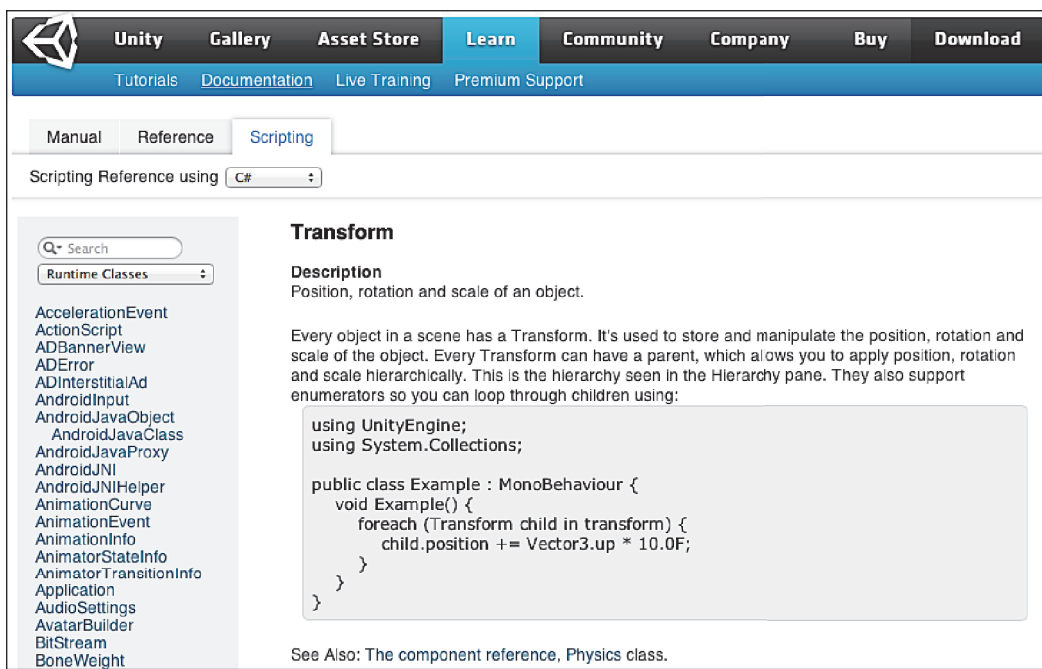 Unity Gallery Asset Store Learn Community Company Buy Download
Tutorials Documentation Live Training Premium Support
Manual Reference Scripting
Scripting Reference using C#
Search
Runtime Classes
AccelerationEvent
ActionScript
ADBannerView
ADError
ADInterstitialAd
AndroidInput
AndroidJavaObject
AndroidJavaClass
AndroidJavaProxy
AndroidJNI
AndroidJNIHelper
AnimationCurve
AnimationEvent
AnimationInfo
AnimatorStateInfo
AnimatorTransitionInfo
Application
AudioSettings
AvatarBuilder
BitStream
BoneWeight
Transform
Description
Position, rotation and scale of an object.
Every object in a scene has a Transform. It's used to store and manipulate the position, rotation and
scale of the object. Every Transform can have a parent, which allows you to apply position, rotation
and scale hierarchically. This is the hierarchy seen in the Hierarchy pane. They also support
enumerators so you can loop through children using:
using UnityEngine;
using System.Collections;
public class Example : MonoBehaviour {
void Example() {
foreach (Transform child in transform) {
child.position += Vector3.up * 10.0F;
}
}
}
See Also: The component reference, Physics class.